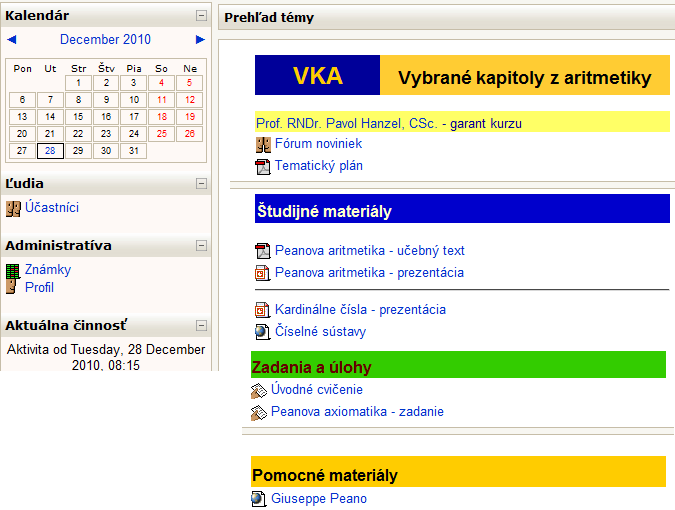 Kalendár
December 2010
Pon Ut Str Štv Pia So Ne
1 2 3 4 5
6 7 8 9 10 11 12
13 14 15 16 17 18 19
20 21 22 23 24 25 26
27 28 29 30 31
Ľudia
Účastníci
Administratíva
Známky
Profil
Aktuálna činnosť
Aktivita od Tuesday, 28 December
2010, 08:15
Prehľad témy
VKA Vybrané kapitoly z aritmetiky
Prof. RNDr. Pavol Hanzel, CSc. - garant kurzu
Fórum noviniek
Tematický plán
Študijné materiály
Peanova aritmetika - učebný text
Peanova aritmetika - prezentácia
Kardinálne čísla - prezentácia
Číselné sústavy
Zadania a úlohy
Úvodné cvičenie
Peanova axiomatika - zadanie
Pomocné materiály
Giuseppe Peano